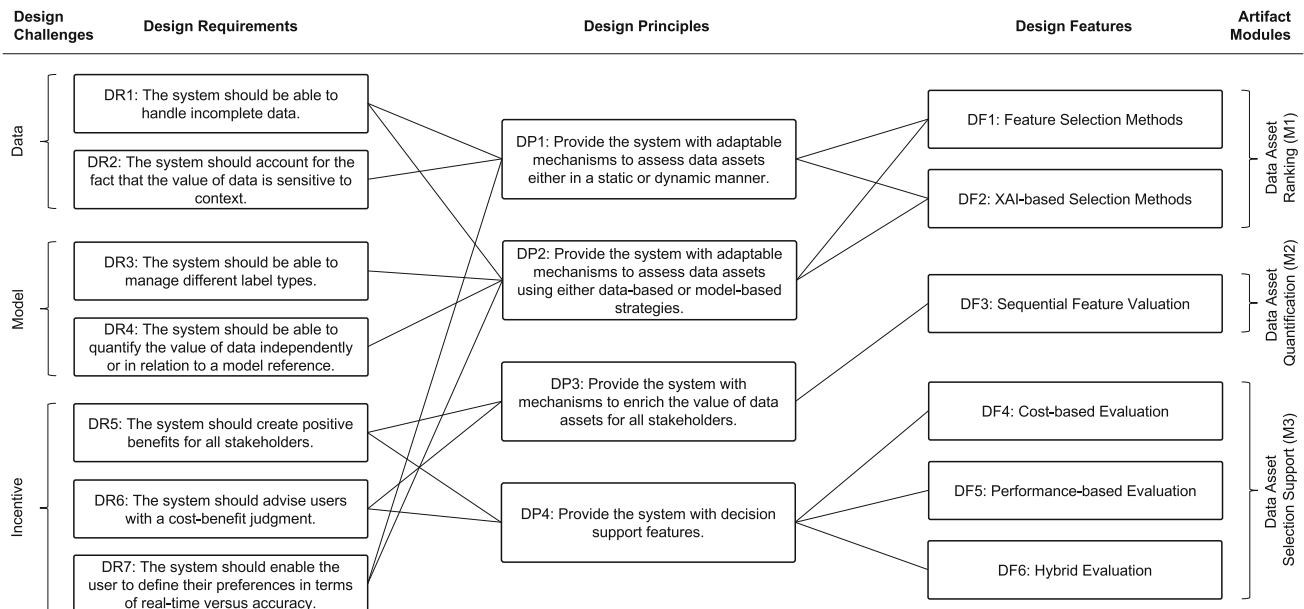 Design
Challenges
Design Requirements
Design Principles
Design Features
Artifact
Modules
Data
DR1: The system should be able to
handle incomplete data.
DR2: The system should account for the
fact that the value of data is sensitive to
context.
Model
DR3: The system should be able to
manage different label types.
DR4: The system should be able to
quantify the value of data independently
or in relation to a model reference.
Incentive
DR5: The system should create positive
benefits for all stakeholders.
DR6: The system should advise users
with a cost-benefit judgment.
DR7: The system should enable the
user to define their preferences in terms
of real-time versus accuracy.
DP1: Provide the system with adaptable
mechanisms to assess data assets
either in a static or dynamic manner.
DP2: Provide the system with adaptable
mechanisms to assess data assets
using either data-based or model-based
strategies.
DP3: Provide the system with
mechanisms to enrich the value of data
assets for all stakeholders.
DP4: Provide the system with decision
support features.
DF1: Feature Selection Methods
DF2: XAI-based Selection Methods
DF3: Sequential Feature Valuation
DF4: Cost-based Evaluation
DF5: Performance-based Evaluation
DF6: Hybrid Evaluation
Data Asset
Ranking (M1)
Data Asset
Quantification (M2)
Data Asset
Selection Support (M3)